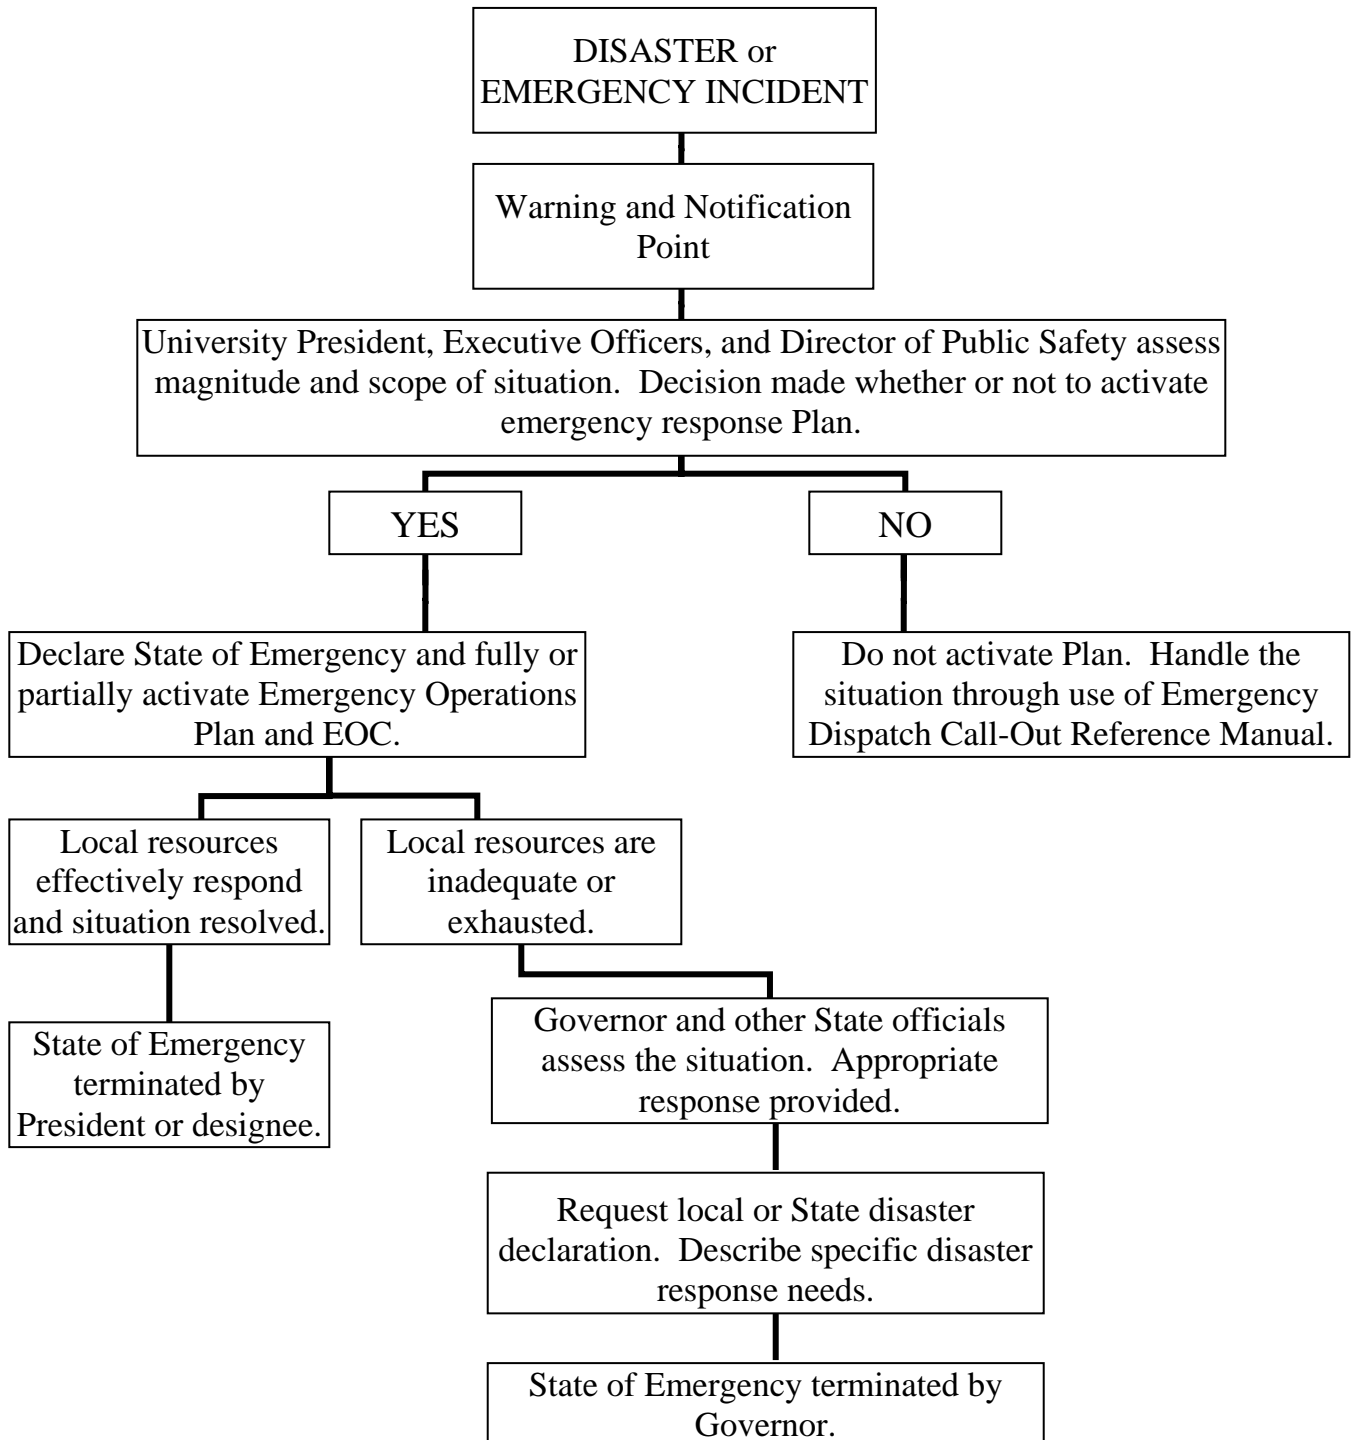 DISASTER or
EMERGENCY INCIDENT
Warning and Notification
Point
University President, Executive Officers, and Director of Public Safety assess
magnitude and scope of situation.  Decision made whether or not to activate
emergency response Plan.
YES
NO
Declare State of Emergency and fully or
partially activate Emergency Operations
Plan and EOC.
Do not activate Plan.  Handle the
situation through use of Emergency
Dispatch Call-Out Reference Manual.
Local resources
effectively respond
and situation resolved.
Local resources are
inadequate or
exhausted.
State of Emergency
terminated by
President or designee.
Governor and other State officials
assess the situation.  Appropriate
response provided.
Request local or State disaster
declaration.  Describe specific disaster
response needs.
State of Emergency terminated by
Governor.